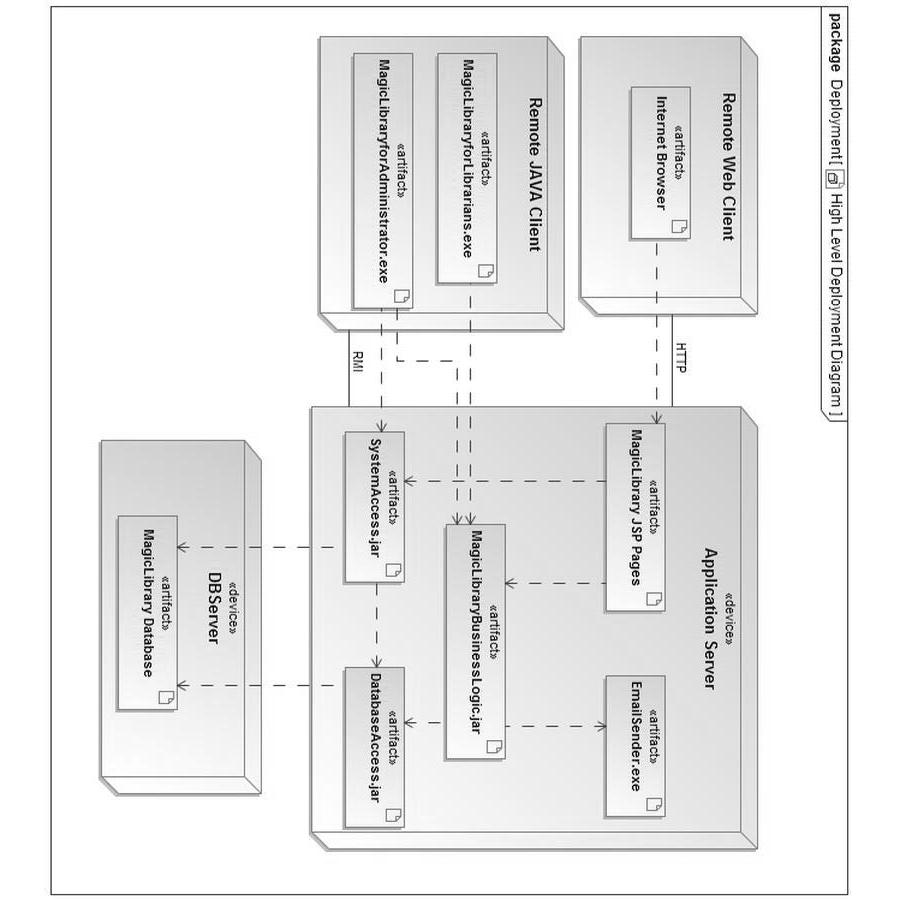 package Deployment[ High Level Deployment Diagram ]
Remote Web Client
«artifact»
Internet Browser
HTTP
Remote JAVA Client
«artifact»
MagicLibraryforLibrarians.exe
«artifact»
MagicLibraryforAdministrator.exe
RMI
«device»
Application Server
«artifact»
MagicLibrary JSP Pages
«artifact»
EmailSender.exe
«artifact»
MagicLibraryBusinessLogic.jar
«artifact»
SystemAccess.jar
«artifact»
DatabaseAccess.jar
«device»
DBServer
«artifact»
MagicLibrary Database